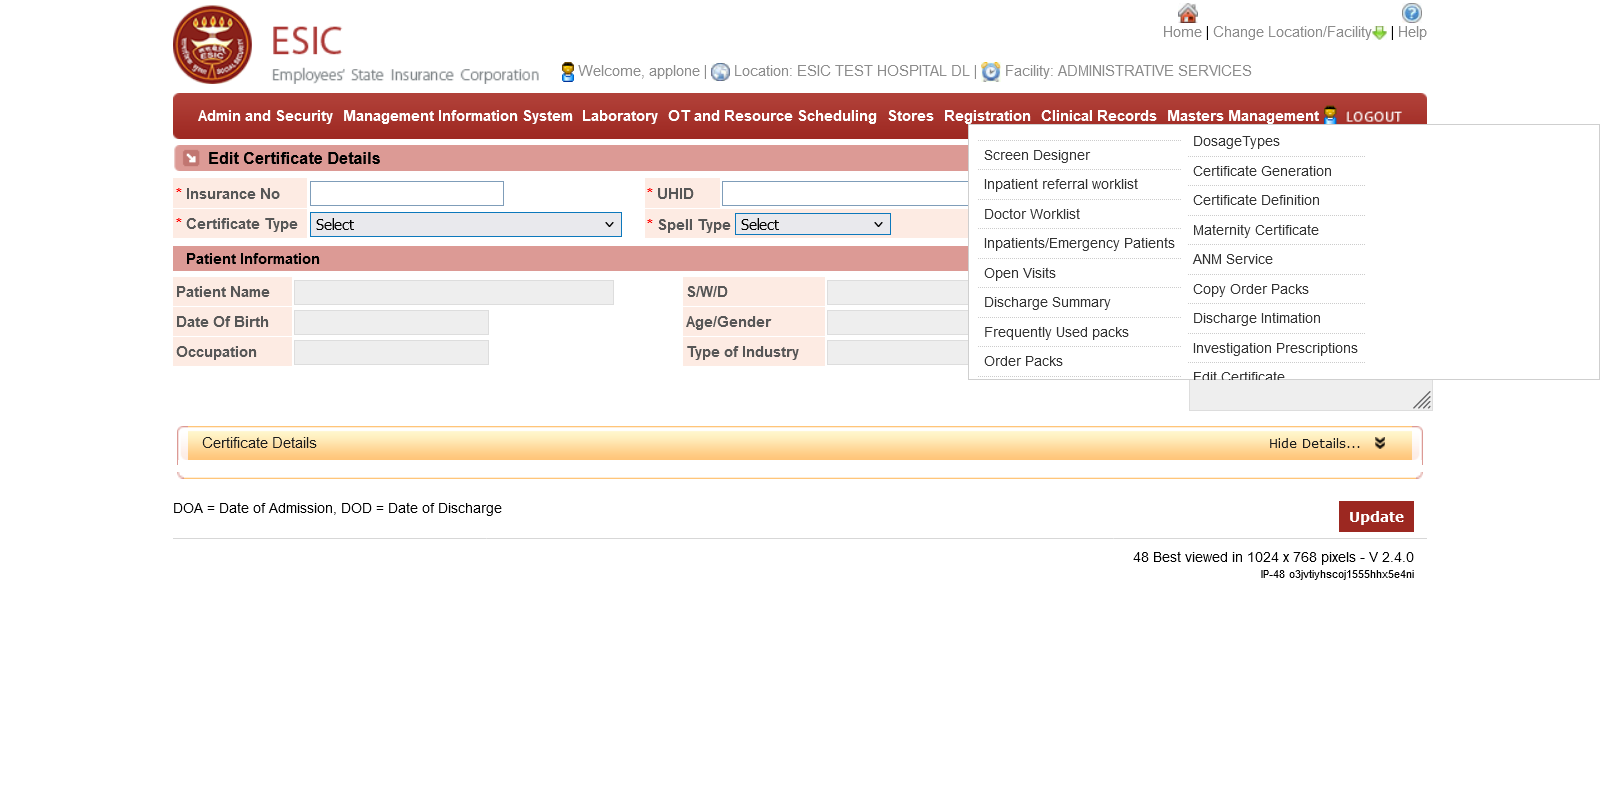 ESIC
Employees' State Insurance Corporation
Home | Change Location/Facility | Help
Welcome, applone | Location: ESIC TEST HOSPITAL DL | Facility: ADMINISTRATIVE SERVICES
Admin and Security Management Information System Laboratory OT and Resource Scheduling Stores Registration Clinical Records Masters Management LOGOUT
Edit Certificate Details
* Insurance No
* UHID
* Certificate Type Select
* Spell Type Select
Patient Information
Patient Name
S/W/D
Date Of Birth
Age/Gender
Occupation
Type of Industry
Screen Designer
Inpatient referral worklist
Doctor Worklist
Inpatients/Emergency Patients
Open Visits
Discharge Summary
Frequently Used packs
Order Packs
DosageTypes
Certificate Generation
Certificate Definition
Maternity Certificate
ANM Service
Copy Order Packs
Discharge Intimation
Investigation Prescriptions
Edit Certificate
Certificate Details
Hide Details...
DOA = Date of Admission, DOD = Date of Discharge
Update
48 Best viewed in 1024 x 768 pixels - V 2.4.0
IP-48 o3jvtiyhscoj1555hhx5e4ni